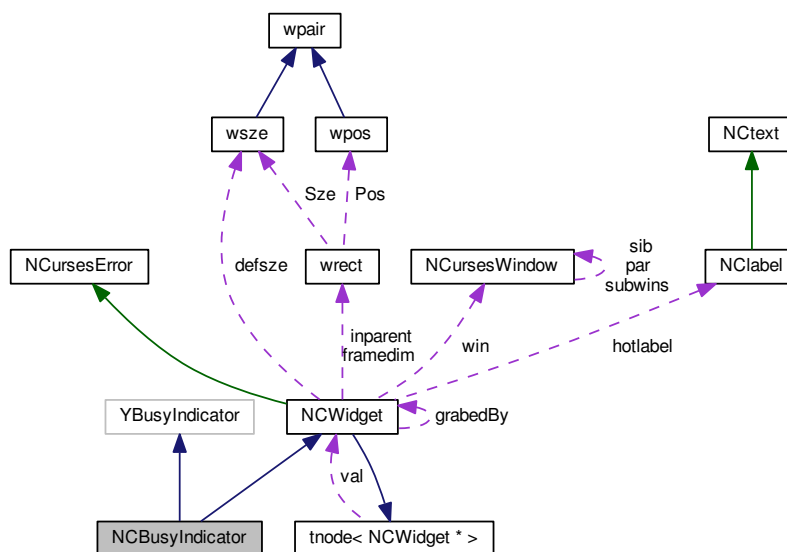 wpair
wsze
wpos
NCtext
Sze
Pos
NCursesError
defsze
wrect
NCursesWindow
sib
par
subwins
NClabel
inparent
framedim
win
hotlabel
YBusyIndicator
NCWidget
grabedBy
val
NCBusyIndicator
tnode< NCWidget * >